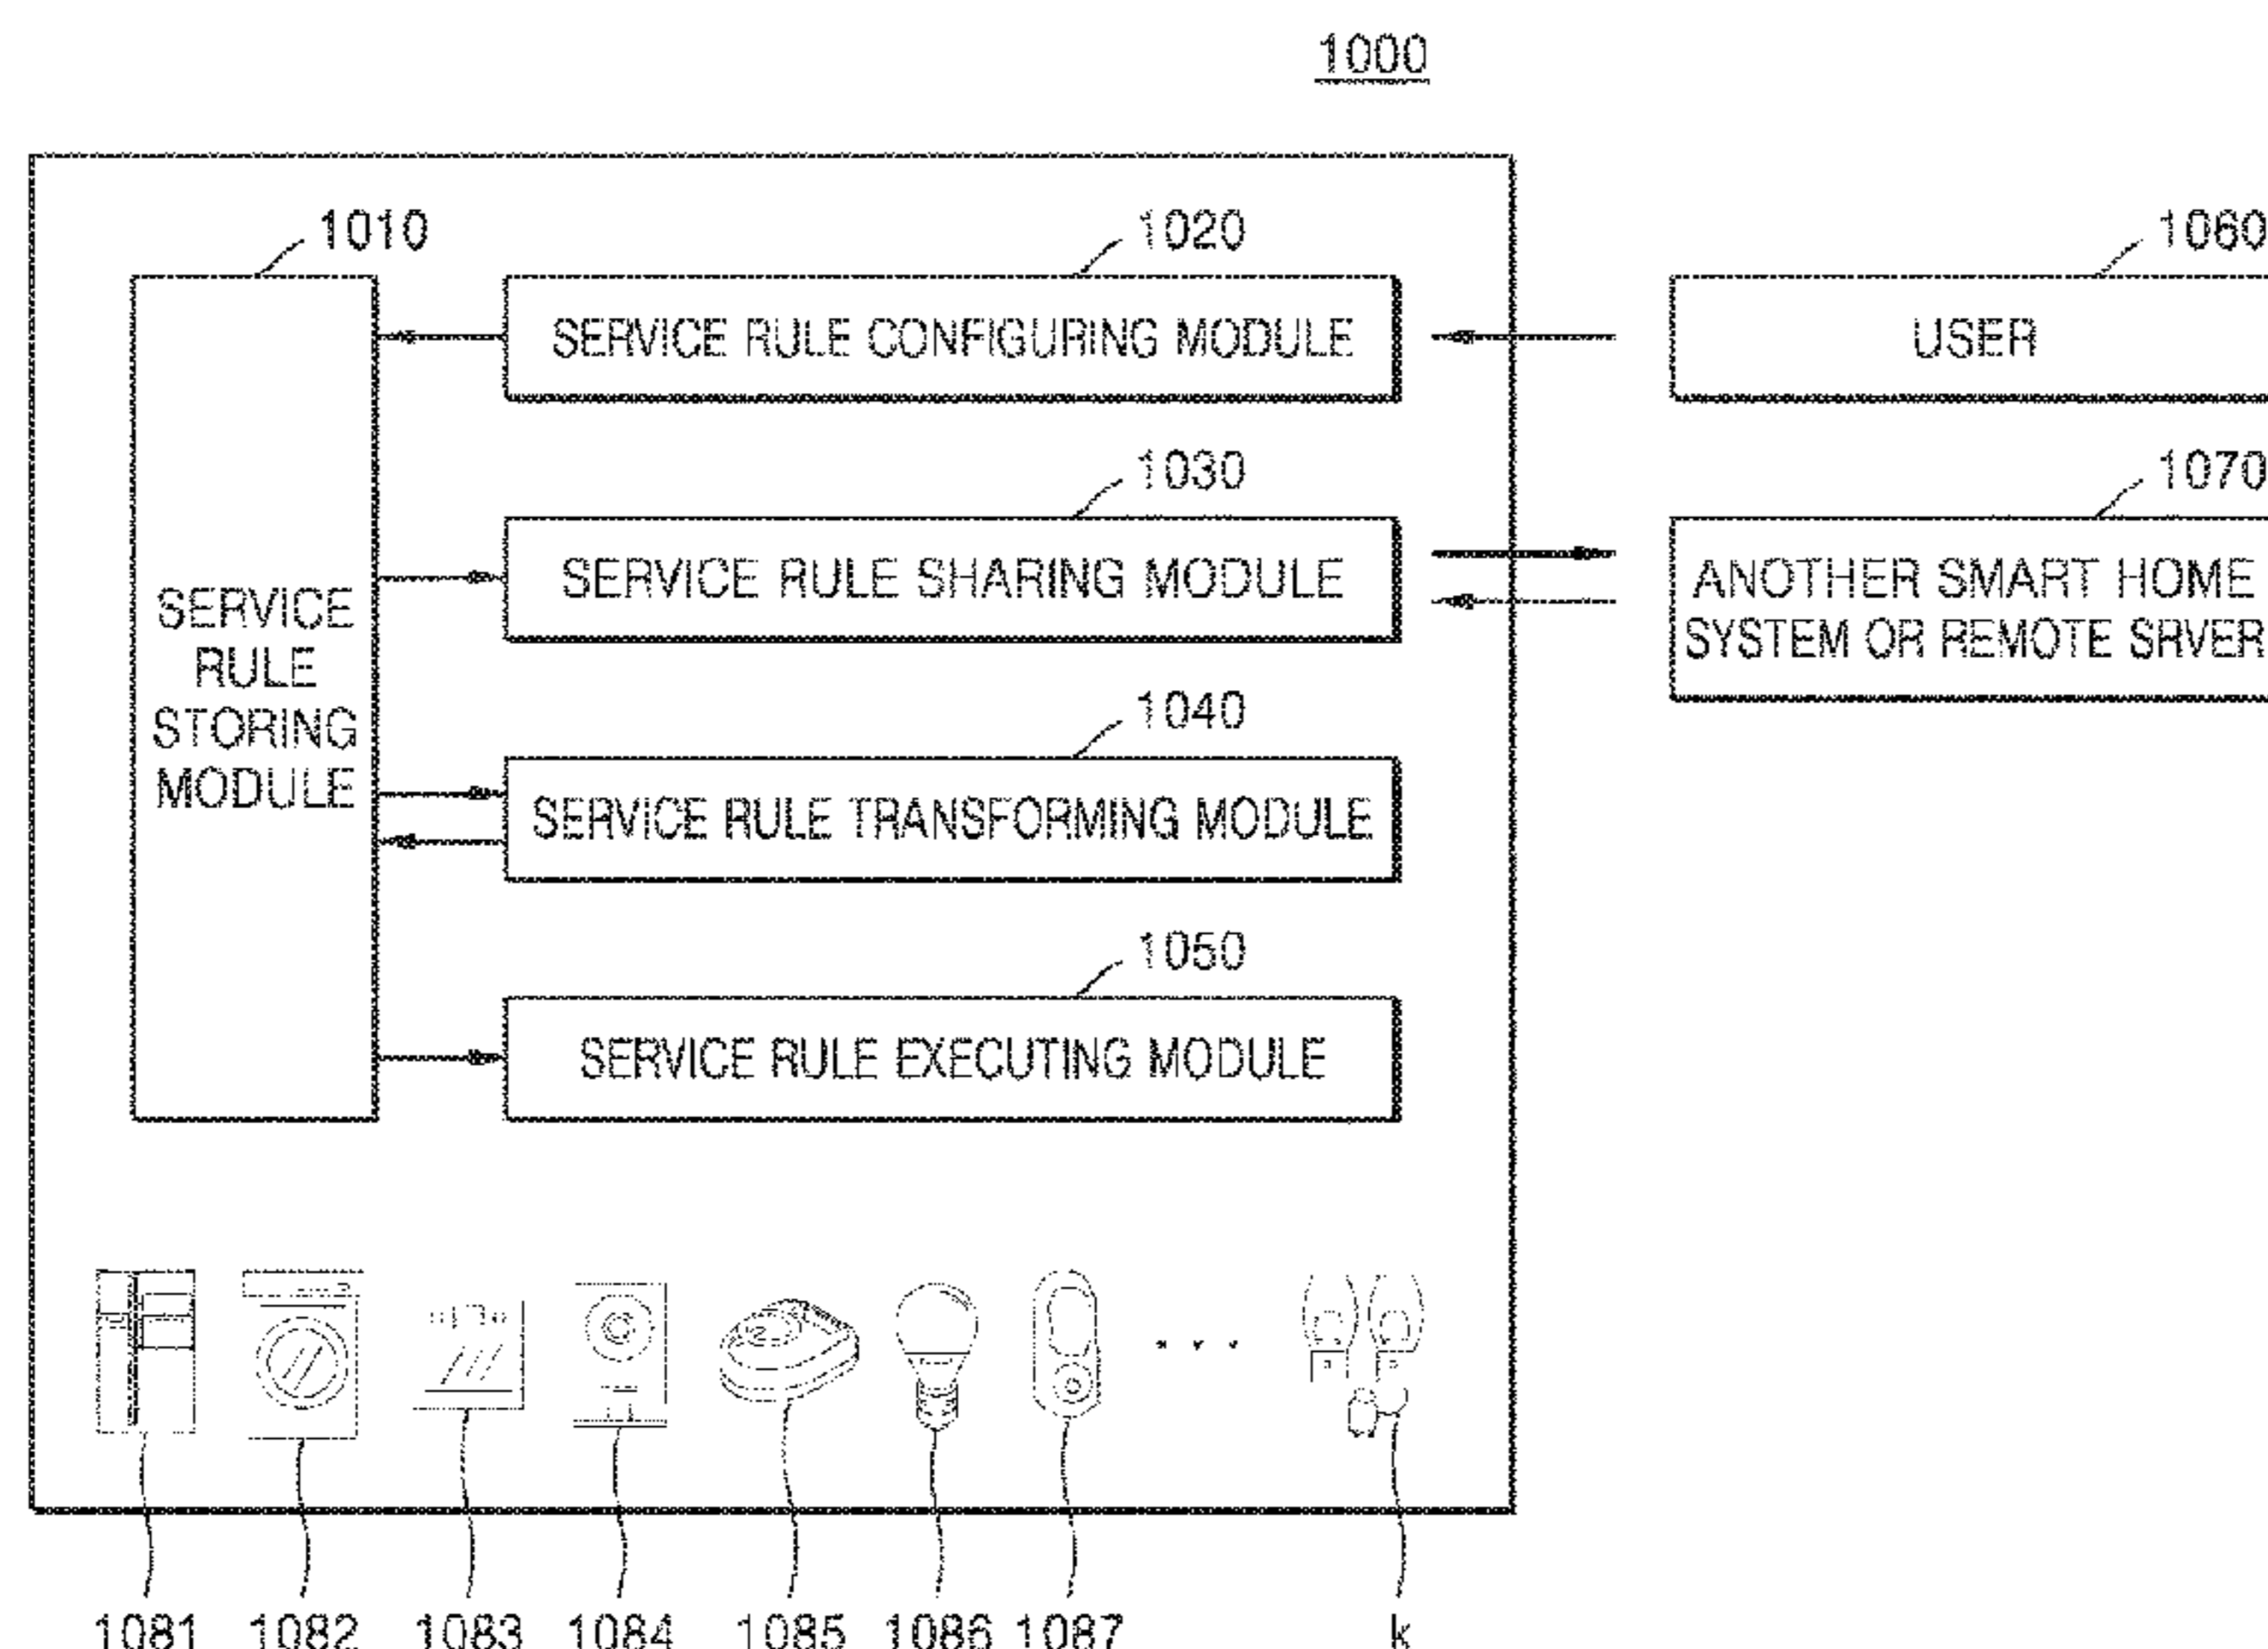 1000
1010
1020
1060
SERVICE RULE CONFIGURING MODULE
USER
1030
1070
SERVICE RULE SHARING MODULE
ANOTHER SMART HOME
SYSTEM OR REMOTE SRVER
SERVICE
RULE
STORING
MODULE
1040
SERVICE RULE TRANSFORMING MODULE
1050
SERVICE RULE EXECUTING MODULE
1081 1082 1083 1084 1085 1086 1087 k